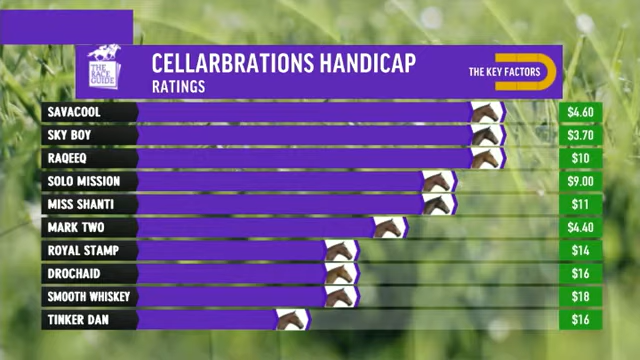 THE RACE GUIDE
CELLARBRATIONS HANDICAP
RATINGS
THE KEY FACTORS
SAVACOOL $4.60
SKY BOY $3.70
RAQEEQ $10
SOLO MISSION $9.00
MISS SHANTI $11
MARK TWO $4.40
ROYAL STAMP $14
DROCHAID $16
SMOOTH WHISKEY $18
TINKER DAN $16